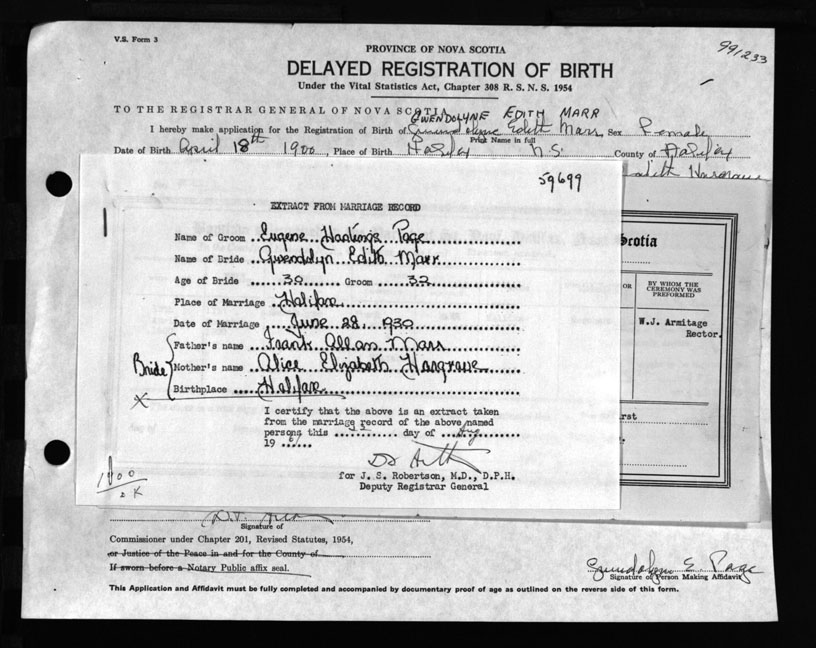 V.S. Form 3
991233
PROVINCE OF NOVA SCOTIA
DELAYED REGISTRATION OF BIRTH
Under the Vital Statistics Act, Chapter 308 R. S. N. S. 1954
TO THE REGISTRAR GENERAL OF NOVA SCOTIA
GWENDOLYNE EDITH MARR
I hereby make application for the Registration of Birth of Edith Marr, Sex Female
Print Name in full
Date of Birth April 18th 1900, Place of Birth Halifax N.S. County of Halifax
59699
EXTRACT FROM MARRIAGE RECORD
Name of Groom Eugene Hastings Page
Name of Bride Gwendolyn Edith Marr
Age of Bride 30 Groom 32
Place of Marriage Halifax
Date of Marriage June 28 1930
Father's name Frank Allan Marr
Bride Mother's name Alice Elizabeth Hargrave
Birthplace Halifax
X
I certify that the above is an extract taken
from the marriage record of the above named
persons this day of Aug
19 61
for J. S. Robertson, M.D., D.P.H.
Deputy Registrar General
1900
DK
Scotia
OR
BY WHOM THE
CEREMONY WAS
PREFORMED
W.J. Armitage
Rector.
Signature of
Commissioner under Chapter 201, Revised Statutes, 1954,
or Justice of the Peace in and for the County of
If sworn before a Notary Public affix seal.
Gwendolyn E. Page
Signature of Person Making Affidavit
This Application and Affidavit must be fully completed and accompanied by documentary proof of age as outlined on the reverse side of this form.